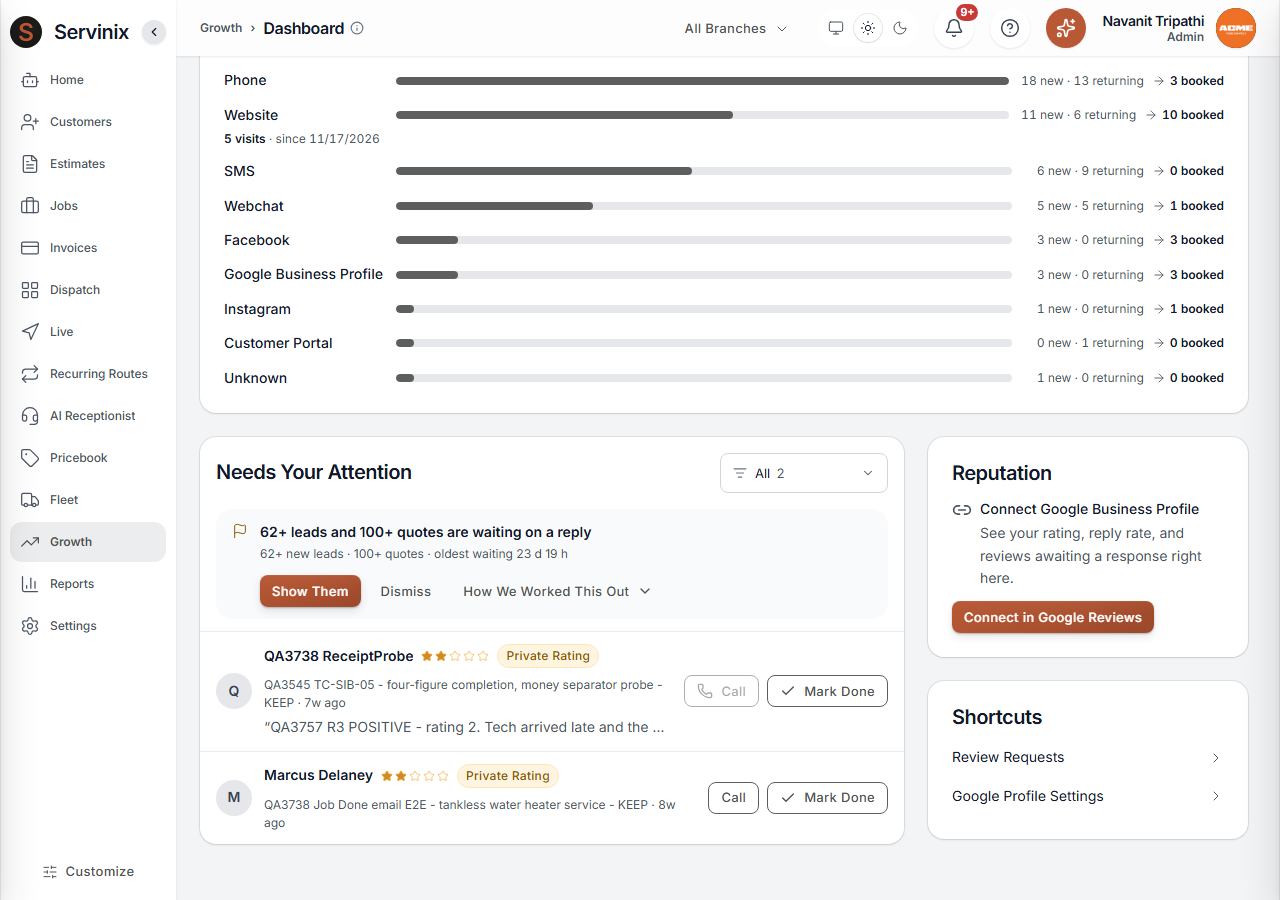 S
Servinix
Home
Customers
Estimates
Jobs
Invoices
Dispatch
Live
Recurring Routes
AI Receptionist
Pricebook
Fleet
Growth
Reports
Settings
Customize
Growth › Dashboard
All Branches
9+
Navanit Tripathi
Admin
ACME
Phone 18 new · 13 returning → 3 booked
Website 11 new · 6 returning → 10 booked
5 visits · since 11/17/2026
SMS 6 new · 9 returning → 0 booked
Webchat 5 new · 5 returning → 1 booked
Facebook 3 new · 0 returning → 3 booked
Google Business Profile 3 new · 0 returning → 3 booked
Instagram 1 new · 0 returning → 1 booked
Customer Portal 0 new · 1 returning → 0 booked
Unknown 1 new · 0 returning → 0 booked
Needs Your Attention
All 2
62+ leads and 100+ quotes are waiting on a reply
62+ new leads · 100+ quotes · oldest waiting 23 d 19 h
Show Them Dismiss How We Worked This Out
Q
QA3738 ReceiptProbe Private Rating
QA3545 TC-SIB-05 - four-figure completion, money separator probe -
KEEP · 7w ago
“QA3757 R3 POSITIVE - rating 2. Tech arrived late and the ...
Call Mark Done
M
Marcus Delaney Private Rating
QA3738 Job Done email E2E - tankless water heater service - KEEP · 8w
ago
Call Mark Done
Reputation
Connect Google Business Profile
See your rating, reply rate, and
reviews awaiting a response right
here.
Connect in Google Reviews
Shortcuts
Review Requests
Google Profile Settings